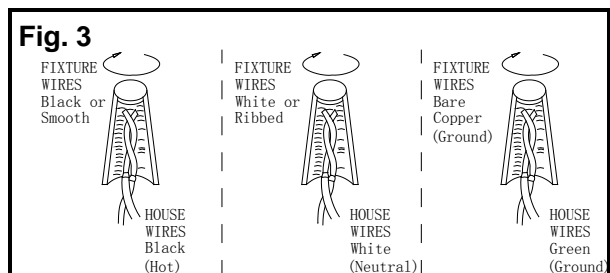 Fig. 3
FIXTURE
WIRES
Black or
Smooth
HOUSE
WIRES
Black
(Hot)
FIXTURE
WIRES
White or
Ribbed
HOUSE
WIRES
White
(Neutral)
FIXTURE
WIRES
Bare
Copper
(Ground)
HOUSE
WIRES
Green
(Ground)